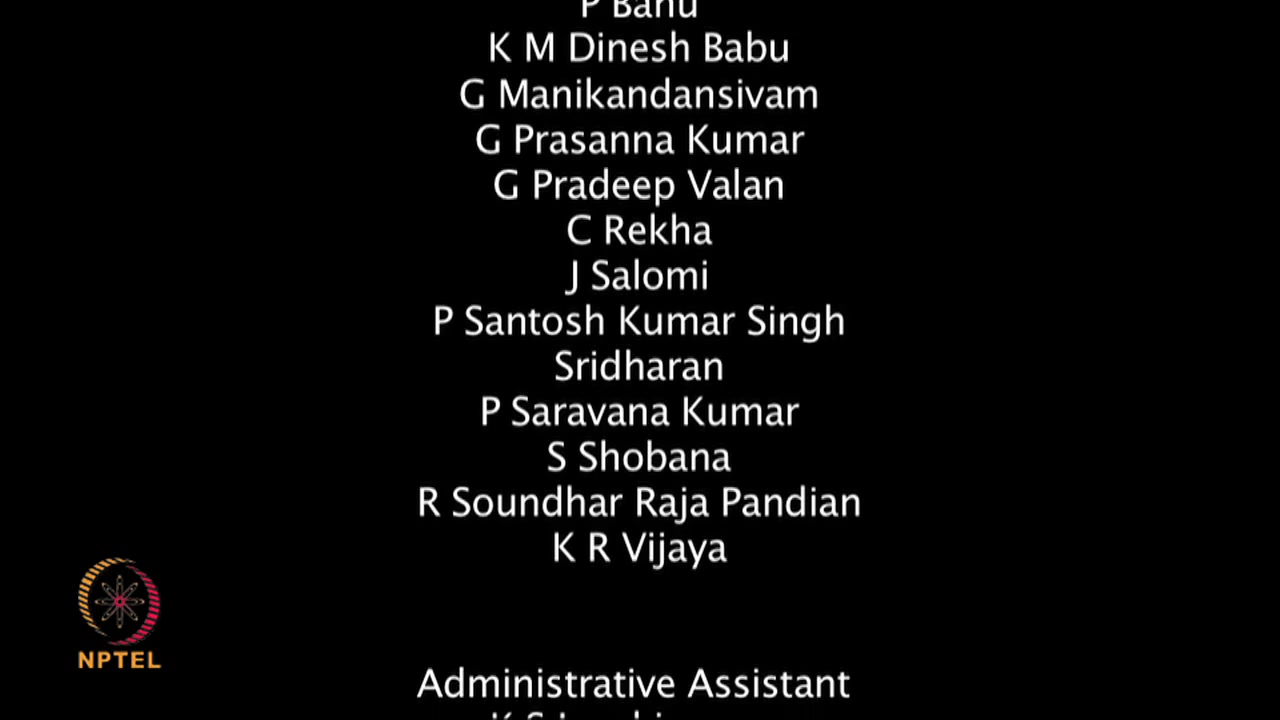 P Banu
K M Dinesh Babu
G Manikandansivam
G Prasanna Kumar
G Pradeep Valan
C Rekha
J Salomi
P Santosh Kumar Singh
Sridharan
P Saravana Kumar
S Shobana
R Soundhar Raja Pandian
K R Vijaya
NPTEL
Administrative Assistant
K S